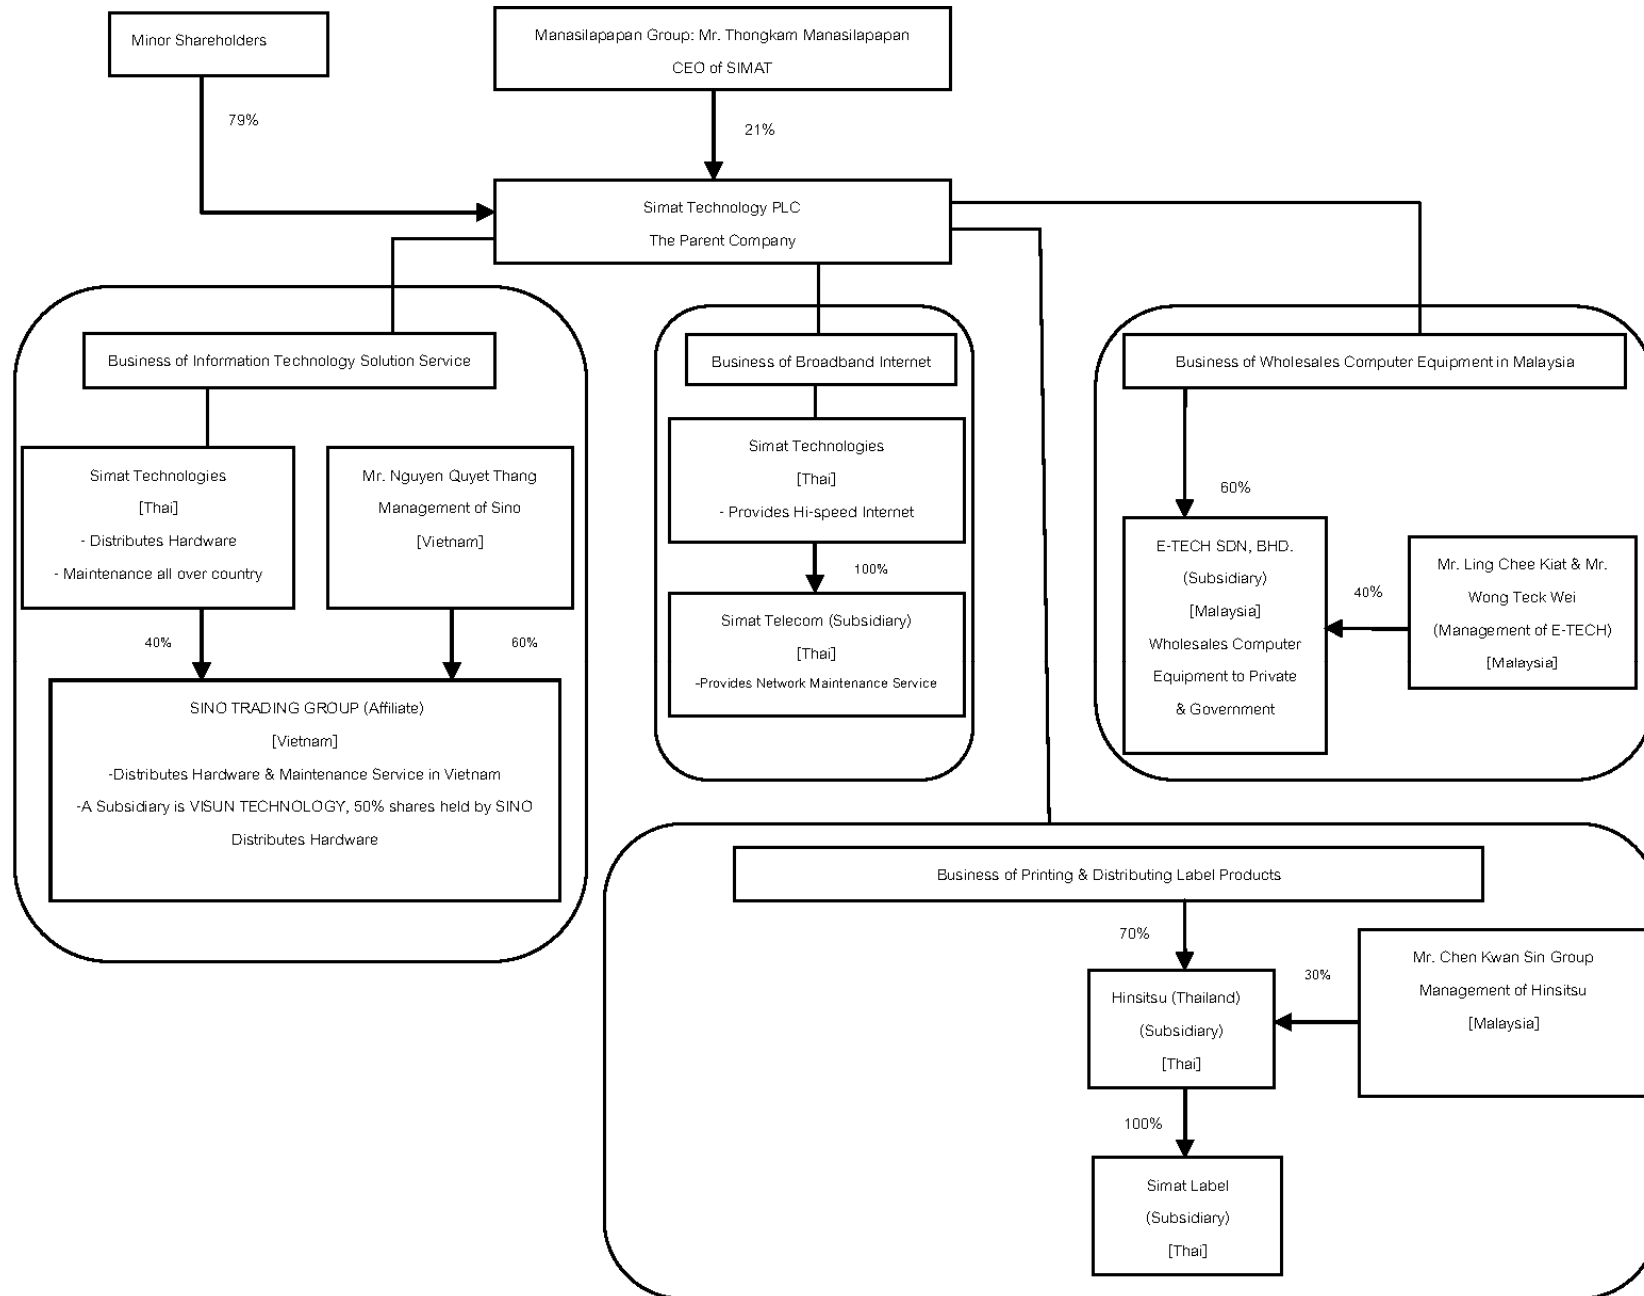 Minor Shareholders
Manasilapapan Group: Mr. Thongkam Manasilapapan
CEO of SIMAT
79%
21%
Simat Technology PLC
The Parent Company
Business of Information Technology Solution Service
Simat Technologies
[Thai]
- Distributes Hardware
- Maintenance all over country
Mr. Nguyen Quyet Thang
Management of Sino
[Vietnam]
40%
60%
SINO TRADING GROUP (Affiliate)
[Vietnam]
-Distributes Hardware & Maintenance Service in Vietnam
-A Subsidiary is VISUN TECHNOLOGY, 50% shares held by SINO
Distributes Hardware
Business of Broadband Internet
Simat Technologies
[Thai]
- Provides Hi-speed Internet
100%
Simat Telecom (Subsidiary)
[Thai]
-Provides Network Maintenance Service
Business of Wholesales Computer Equipment in Malaysia
60%
E-TECH SDN, BHD.
(Subsidiary)
[Malaysia]
Wholesales Computer
Equipment to Private
& Government
40%
Mr. Ling Chee Kiat & Mr.
Wong Teck Wei
(Management of E-TECH)
[Malaysia]
Business of Printing & Distributing Label Products
70%
Hinsitsu (Thailand)
(Subsidiary)
[Thai]
30%
Mr. Chen Kwan Sin Group
Management of Hinsitsu
[Malaysia]
100%
Simat Label
(Subsidiary)
[Thai]